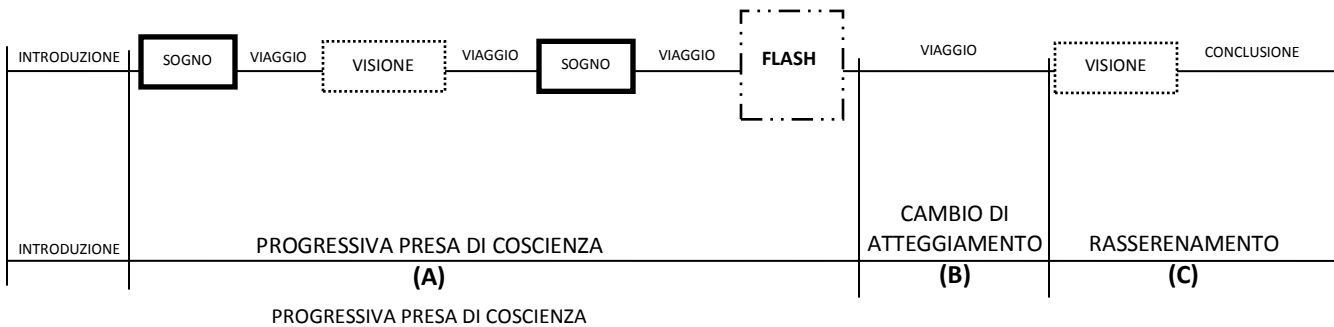 INTRODUZIONE
SOGNO
VIAGGIO
VISIONE
VIAGGIO
SOGNO
VIAGGIO
FLASH
VIAGGIO
VISIONE
CONCLUSIONE
INTRODUZIONE
PROGRESSIVA PRESA DI COSCIENZA
(A)
CAMBIO DI
ATTEGGIAMENTO
(B)
RASSERENAMENTO
(C)
PROGRESSIVA PRESA DI COSCIENZA